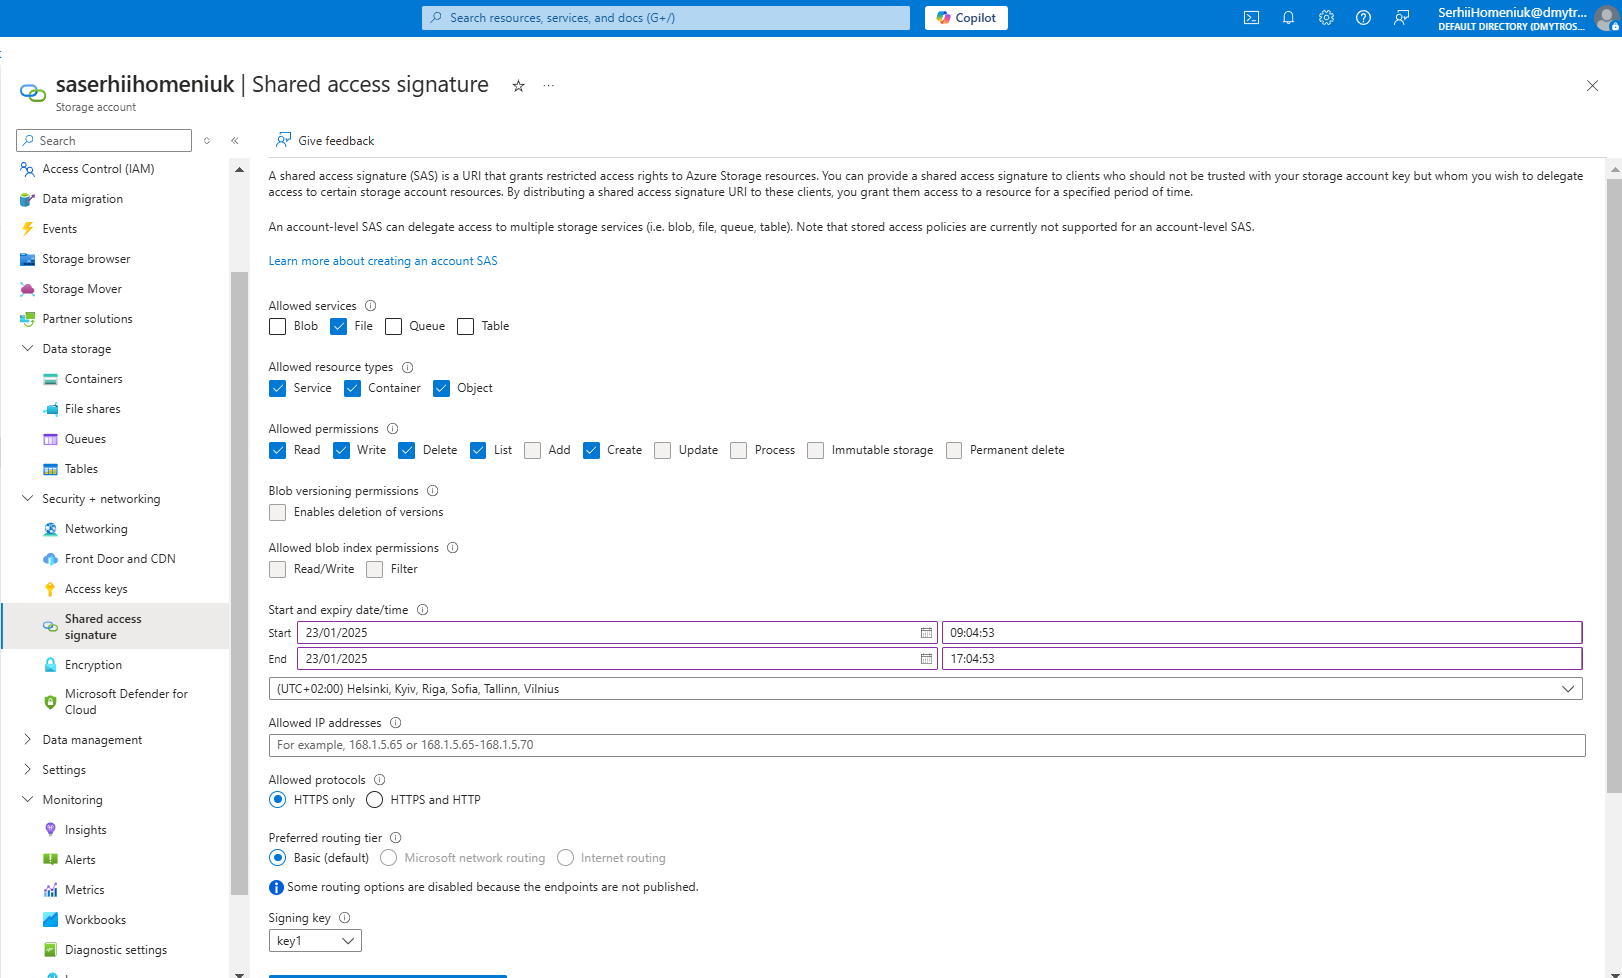 Search resources, services, and docs (G+/)
Copilot
SerhiiHomeniuk@dmytr...
DEFAULT DIRECTORY (DMYTROS...
saserhiihomeniuk | Shared access signature
Storage account
Search
Give feedback
Access Control (IAM)
Data migration
Events
Storage browser
Storage Mover
Partner solutions
Data storage
Containers
File shares
Queues
Tables
Security + networking
Networking
Front Door and CDN
Access keys
Shared access
signature
Encryption
Microsoft Defender for
Cloud
Data management
Settings
Monitoring
Insights
Alerts
Metrics
Workbooks
Diagnostic settings
A shared access signature (SAS) is a URI that grants restricted access rights to Azure Storage resources. You can provide a shared access signature to clients who should not be trusted with your storage account key but whom you wish to delegate
access to certain storage account resources. By distributing a shared access signature URI to these clients, you grant them access to a resource for a specified period of time.
An account-level SAS can delegate access to multiple storage services (i.e. blob, file, queue, table). Note that stored access policies are currently not supported for an account-level SAS.
Learn more about creating an account SAS
Allowed services
Blob File Queue Table
Allowed resource types
Service Container Object
Allowed permissions
Read Write Delete List Add Create Update Process Immutable storage Permanent delete
Blob versioning permissions
Enables deletion of versions
Allowed blob index permissions
Read/Write Filter
Start and expiry date/time
Start 23/01/2025 09:04:53
End 23/01/2025 17:04:53
(UTC+02:00) Helsinki, Kyiv, Riga, Sofia, Tallinn, Vilnius
Allowed IP addresses
For example, 168.1.5.65 or 168.1.5.65-168.1.5.70
Allowed protocols
HTTPS only HTTPS and HTTP
Preferred routing tier
Basic (default) Microsoft network routing Internet routing
Some routing options are disabled because the endpoints are not published.
Signing key
key1